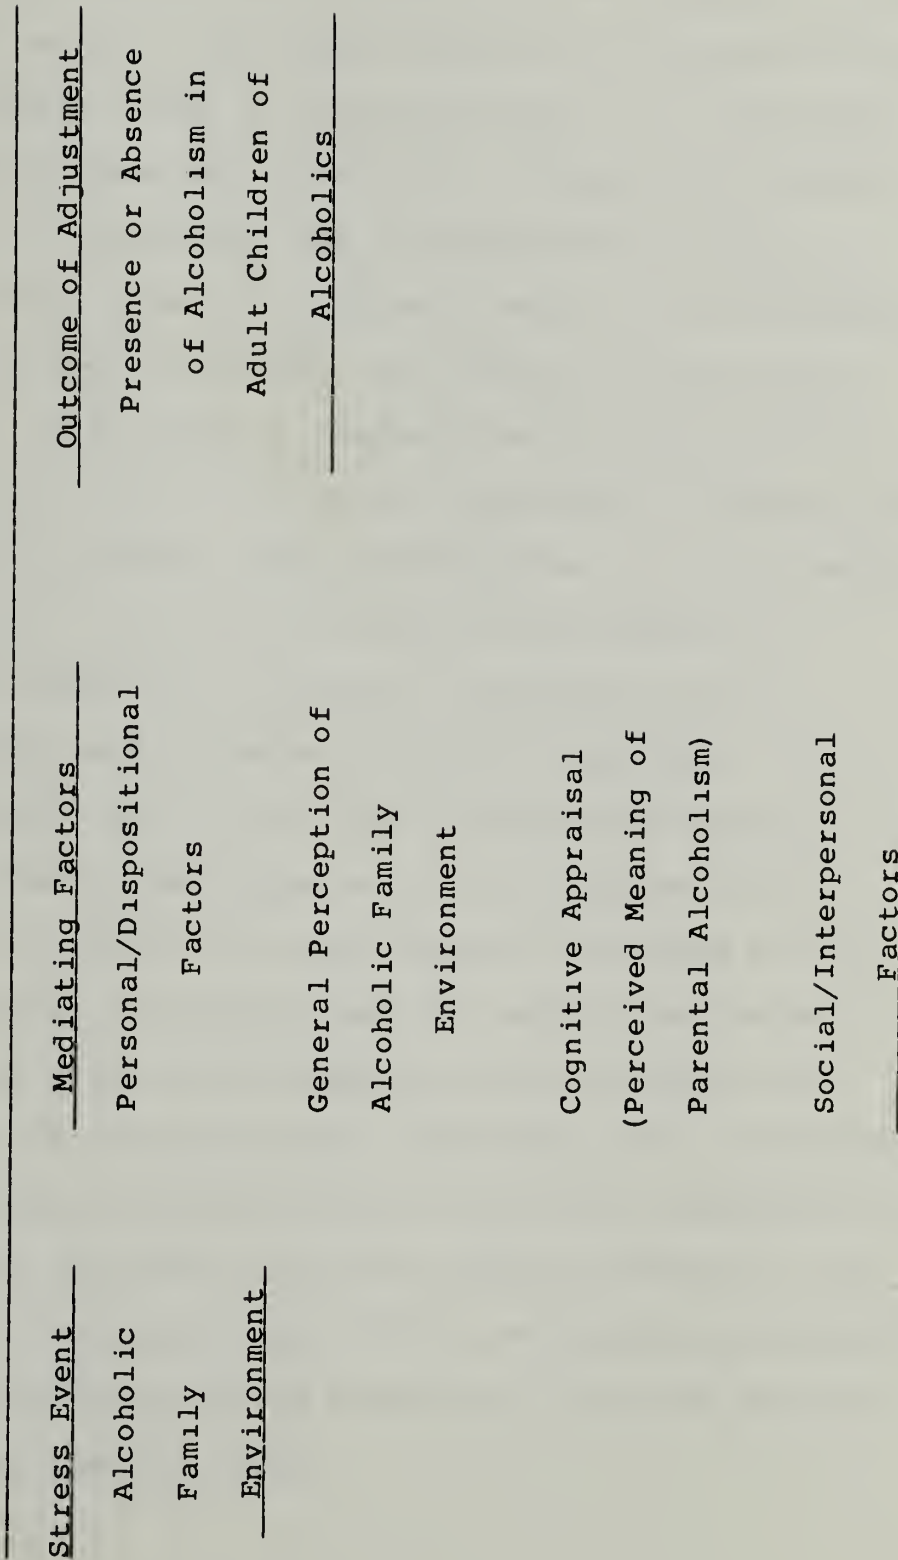 Stress Event
Alcoholic
Family
Environment
Mediating Factors
Personal/Dispositional
Factors
General Perception of
Alcoholic Family
Environment
Cognitive Appraisal
(Perceived Meaning of
Parental Alcoholism)
Social/Interpersonal
Factors
Outcome of Adjustment
Presence or Absence
of Alcoholism in
Adult Children of
Alcoholics